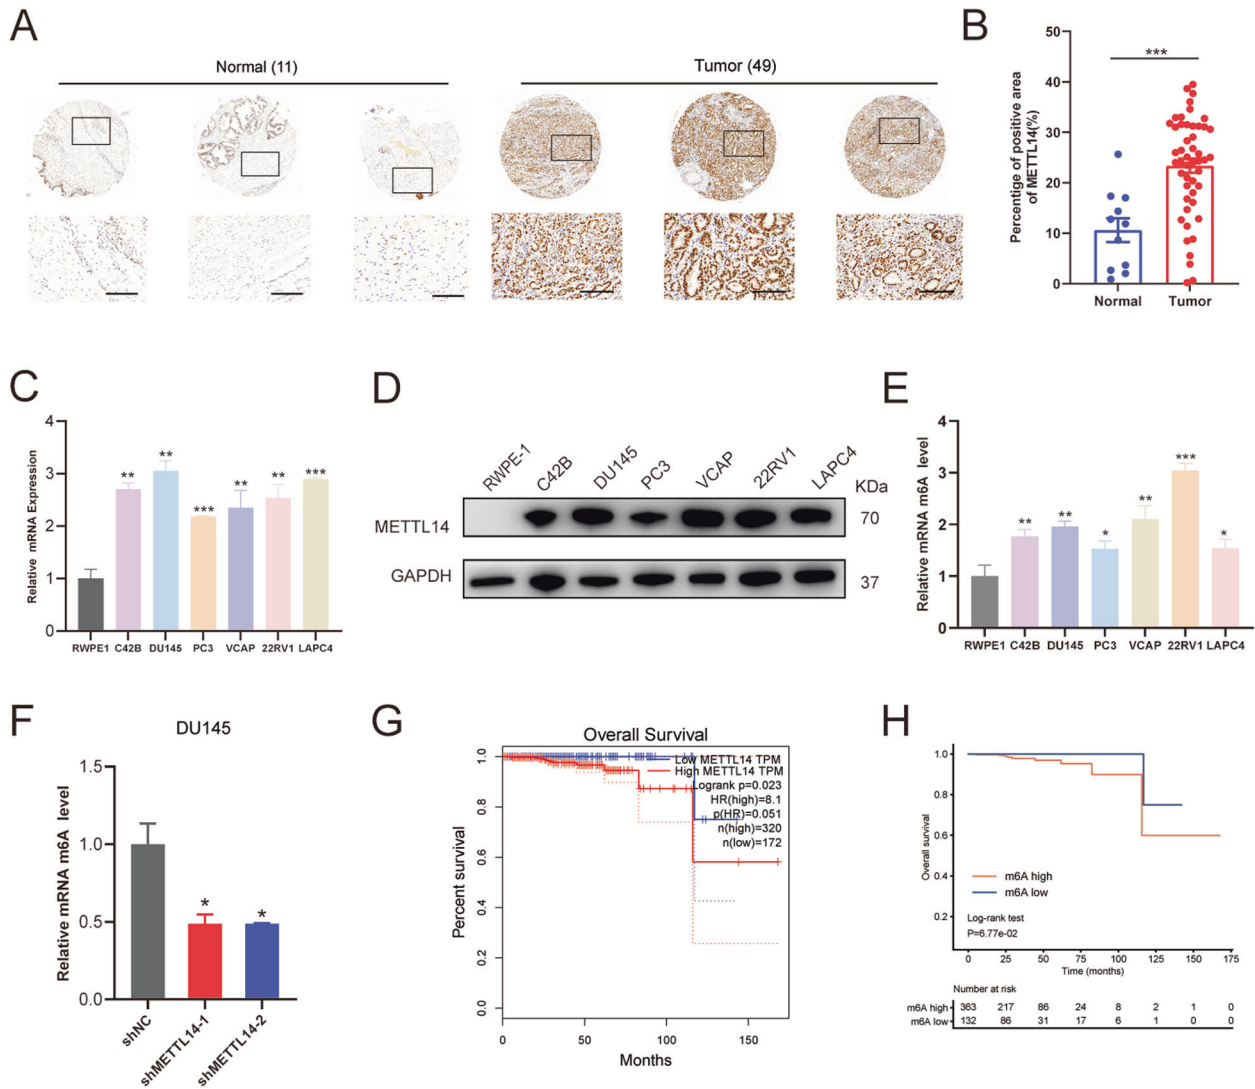 A
Normal (11)
Tumor (49)
B
Percentige of positive area
of METTL14(%)
50
40
30
20
10
0
***
Normal
Tumor
C
Relative mRNA Expression
4
3
2
1
0
** ** *** ** ** ***
RWPE1 C42B DU145 PC3 VCAP 22RV1 LAPC4
D
RWPE-1 C42B DU145 PC3 VCAP 22RV1 LAPC4
KDa
METTL14
70
GAPDH
37
E
Relative mRNA m6A level
4
3
2
1
0
** ** * ** *** *
RWPE1 C42B DU145 PC3 VCAP 22RV1 LAPC4
F
DU145
Relative mRNA m6A level
1.5
1.0
0.5
0.0
* *
shNC
shMETTL14-1
shMETTL14-2
G
Overall Survival
Percent survival
1.0
0.8
0.6
0.4
0.2
0.0
Low METTL14 TPM
High METTL14 TPM
Logrank p=0.023
HR(high)=8.1
p(HR)=0.051
n(high)=320
n(low)=172
0 50 100 150
Months
H
Overall survival
1.0
0.8
0.6
0.4
0.2
m6A high
m6A low
Log-rank test
P=6.77e-02
0 25 50 75 100 125 150 175
Time (months)
Number at risk
m6A high 363 217 86 24 8 2 1 0
m6A low 132 86 31 17 6 1 0 0